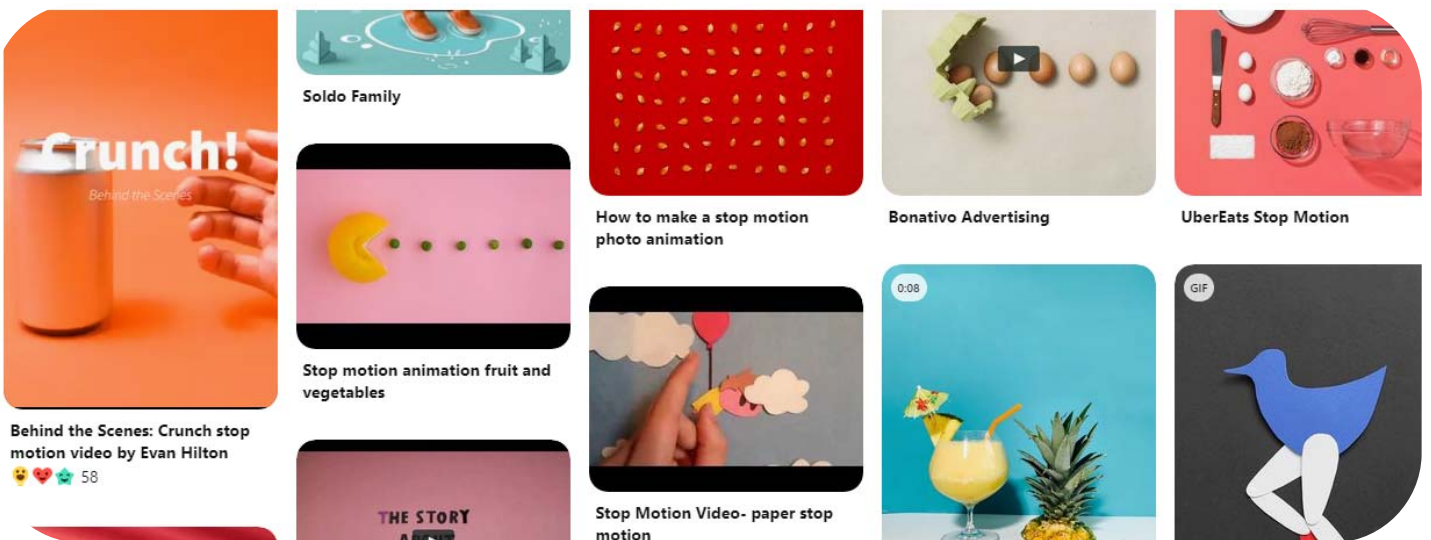 Crunch!
Behind the Scenes
Behind the Scenes: Crunch stop
motion video by Evan Hilton
58
Soldo Family
Stop motion animation fruit and
vegetables
THE STORY
ABOUT
How to make a stop motion
photo animation
Stop Motion Video- paper stop
motion
Bonativo Advertising
0:08
UberEats Stop Motion
GIF